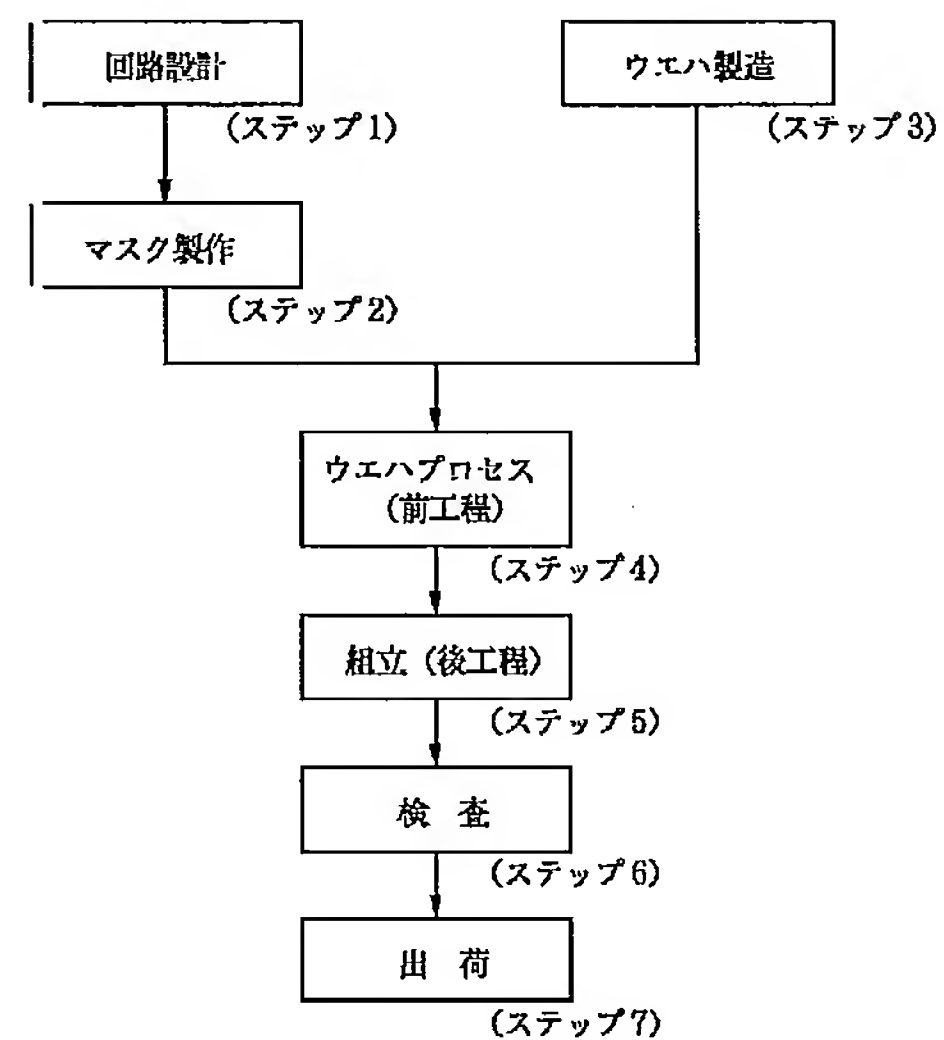 回路設計
(ステップ1)
ウエハ製造
(ステップ3)
マスク製作
(ステップ2)
ウエハプロセス
(前工程)
(ステップ4)
組立(後工程)
(ステップ5)
検 査
(ステップ6)
出 荷
(ステップ7)